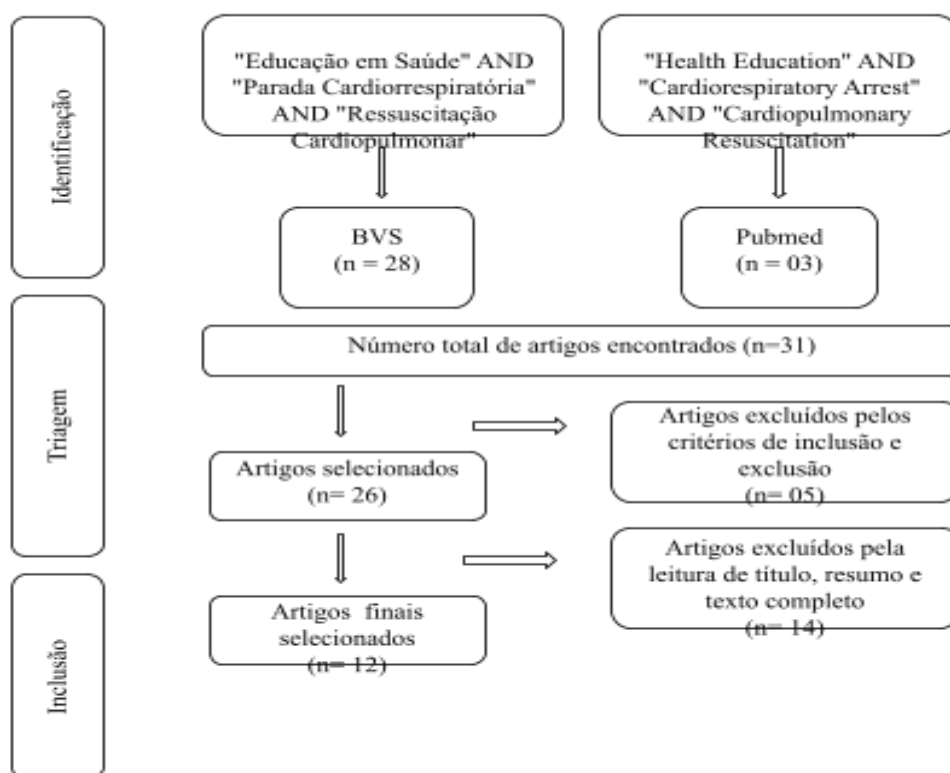 Identificação
"Educação em Saúde" AND
"Parada Cardiorrespiratória"
AND "Ressuscitação
Cardiopulmonar"
"Health Education" AND
"Cardiorespiratory Arrest"
AND "Cardiopulmonary
Resuscitation"
BVS
(n = 28)
Pubmed
(n = 03)
Triagem
Número total de artigos encontrados (n=31)
Artigos selecionados
(n= 26)
Artigos excluídos pelos
critérios de inclusão e
exclusão
(n= 05)
Artigos excluídos pela
leitura de título, resumo e
texto completo
(n= 14)
Inclusão
Artigos finais
selecionados
(n= 12)